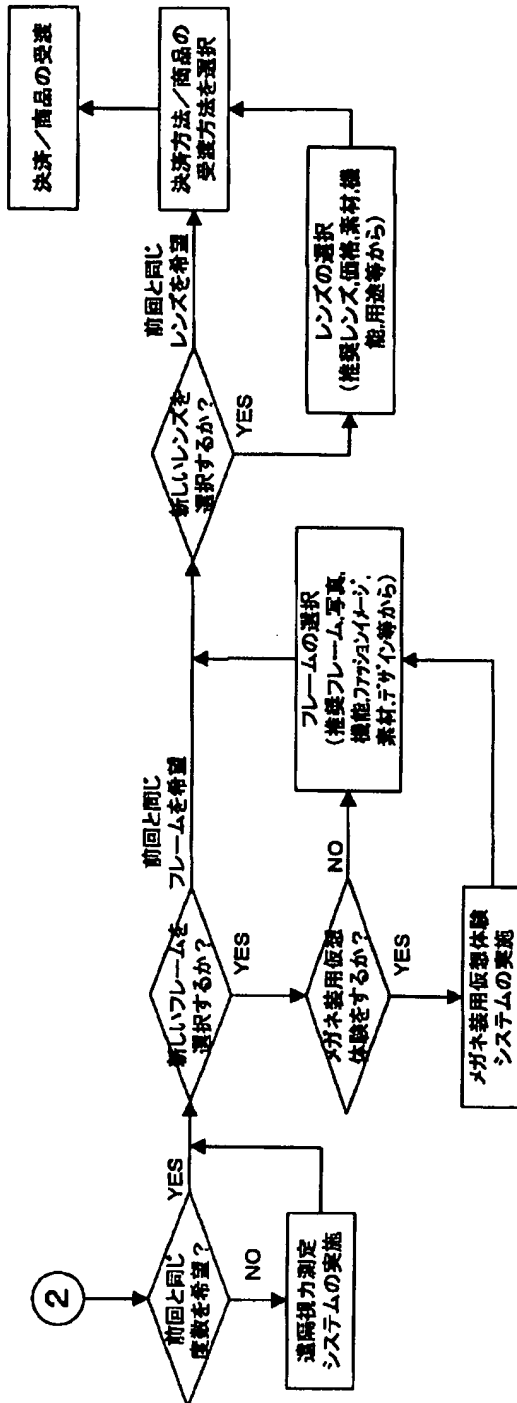 2
前回と同じ
度数を希望？
YES
NO
遠隔視力測定
システムの実施
新しいフレームを
選択するか？
前回と同じ
フレームを希望
YES
メガネ装用仮想
体験をするか？
NO
YES
メガネ装用仮想体験
システムの実施
フレームの選択
(推奨フレーム,写真,
機能,ファッションイメージ,
素材,デザイン等から)
新しいレンズを
選択するか？
前回と同じ
レンズを希望
YES
レンズの選択
(推奨レンズ,価格,素材,機
能,用途等から)
決済方法／商品の
受渡方法を選択
決済／商品の受渡